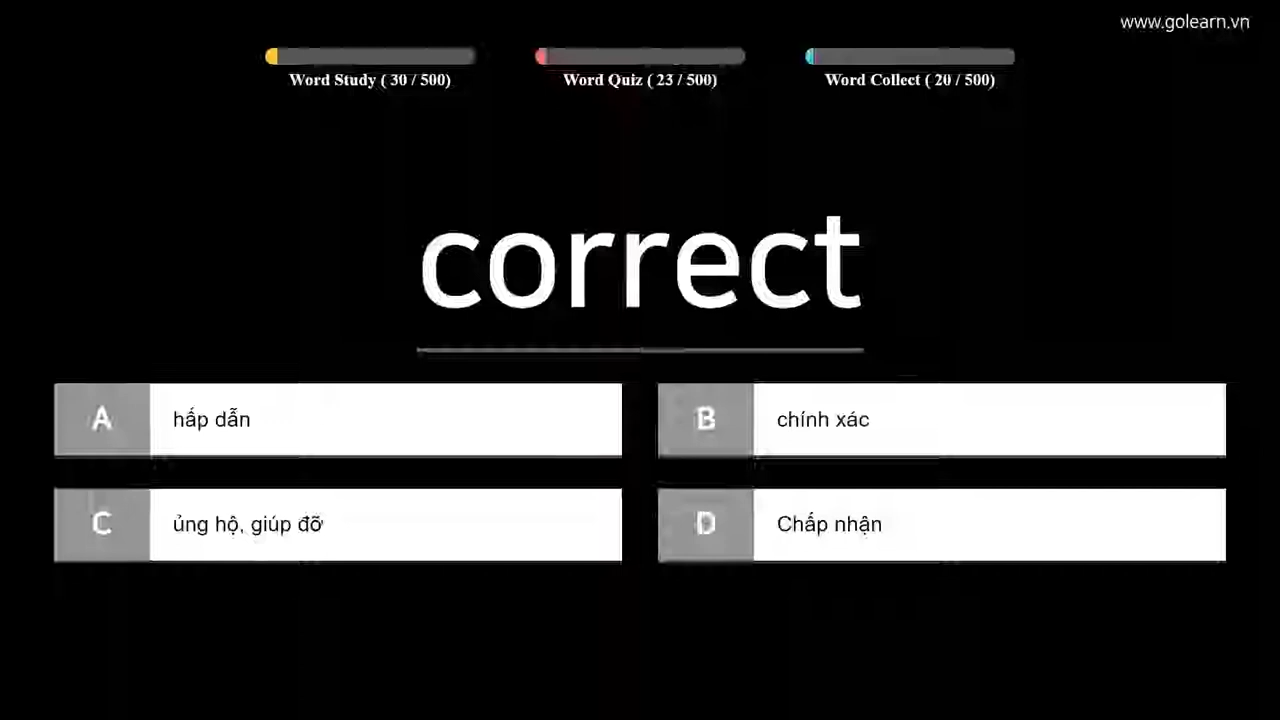 www.golearn.vn
Word Study ( 30 / 500)
Word Quiz ( 23 / 500)
Word Collect ( 20 / 500)
correct
A
hấp dẫn
B
chính xác
C
ủng hộ, giúp đỡ
D
Chấp nhận